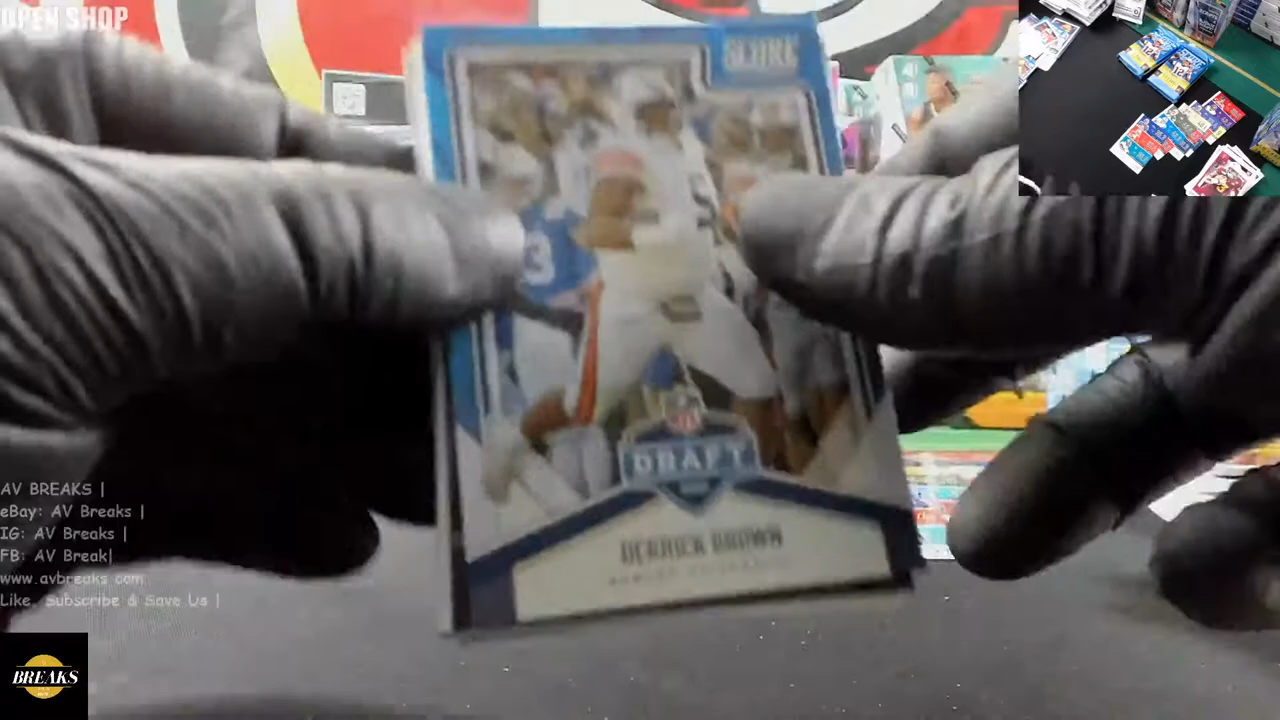 OPEN SHOP
SCORE
3
DRAFT
DERRICK BROWN
AV BREAKS |
eBay: AV Breaks |
IG: AV Breaks |
FB: AV Break|
www.avbreaks.com
Like, Subscribe & Save Us |
BREAKS